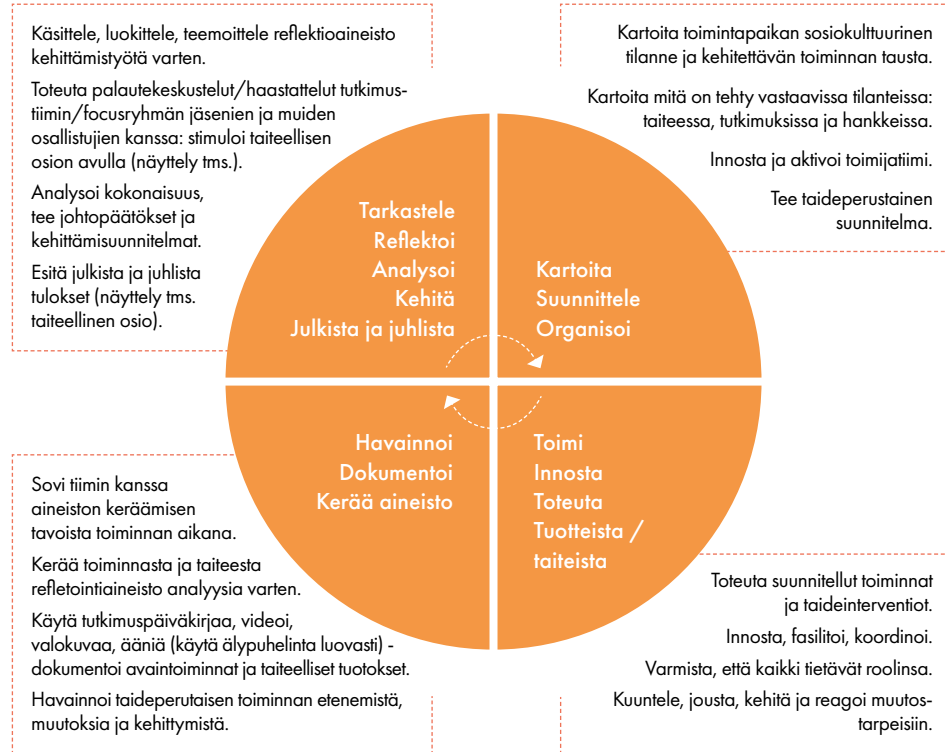 Käsittele, luokittele, teemoittele reflektioaineisto
kehittämistyötä varten.
Toteuta palautekeskustelut/haastattelut tutkimus-
tiimin/focusryhmän jäsenien ja muiden
osallistujien kanssa: stimuloi taiteellisen
osion avulla (näyttely tms.).
Analysoi kokonaisuus,
tee johtopäätökset ja
kehittämisuunnitelmat.
Esitä julkista ja juhlista
tulokset (näyttely tms.
taiteellinen osio).
Kartoita toimintapaikan sosiokulttuurinen
tilanne ja kehitettävän toiminnan tausta.
Kartoita mitä on tehty vastaavissa tilanteissa:
taiteessa, tutkimuksissa ja hankkeissa.
Innosta ja aktivoi toimijatiimi.
Tee taideperustainen
suunnitelma.
Tarkastele
Reflektoi
Analysoi
Kehitä
Julkista ja juhlista
Kartoita
Suunnittele
Organisoi
Havainnoi
Dokumentoi
Kerää aineisto
Toimi
Innosta
Toteuta
Tuotteista /
taiteista
Sovi tiimin kanssa
aineiston keräämisen
tavoista toiminnan aikana.
Kerää toiminnasta ja taiteesta
refletointiaineisto analyysia varten.
Käytä tutkimuspäiväkirjaa, videoi,
valokuvaa, ääniä (käytä älypuhelinta luovasti) -
dokumentoi avaintoiminnat ja taiteelliset tuotokset.
Havainnoi taideperutaisen toiminnan etenemistä,
muutoksia ja kehittymistä.
Toteuta suunnitellut toiminnat
ja taideinterventiot.
Innosta, fasilitoi, koordinoi.
Varmista, että kaikki tietävät roolinsa.
Kuuntele, jousta, kehitä ja reagoi muutos-
tarpeisiin.